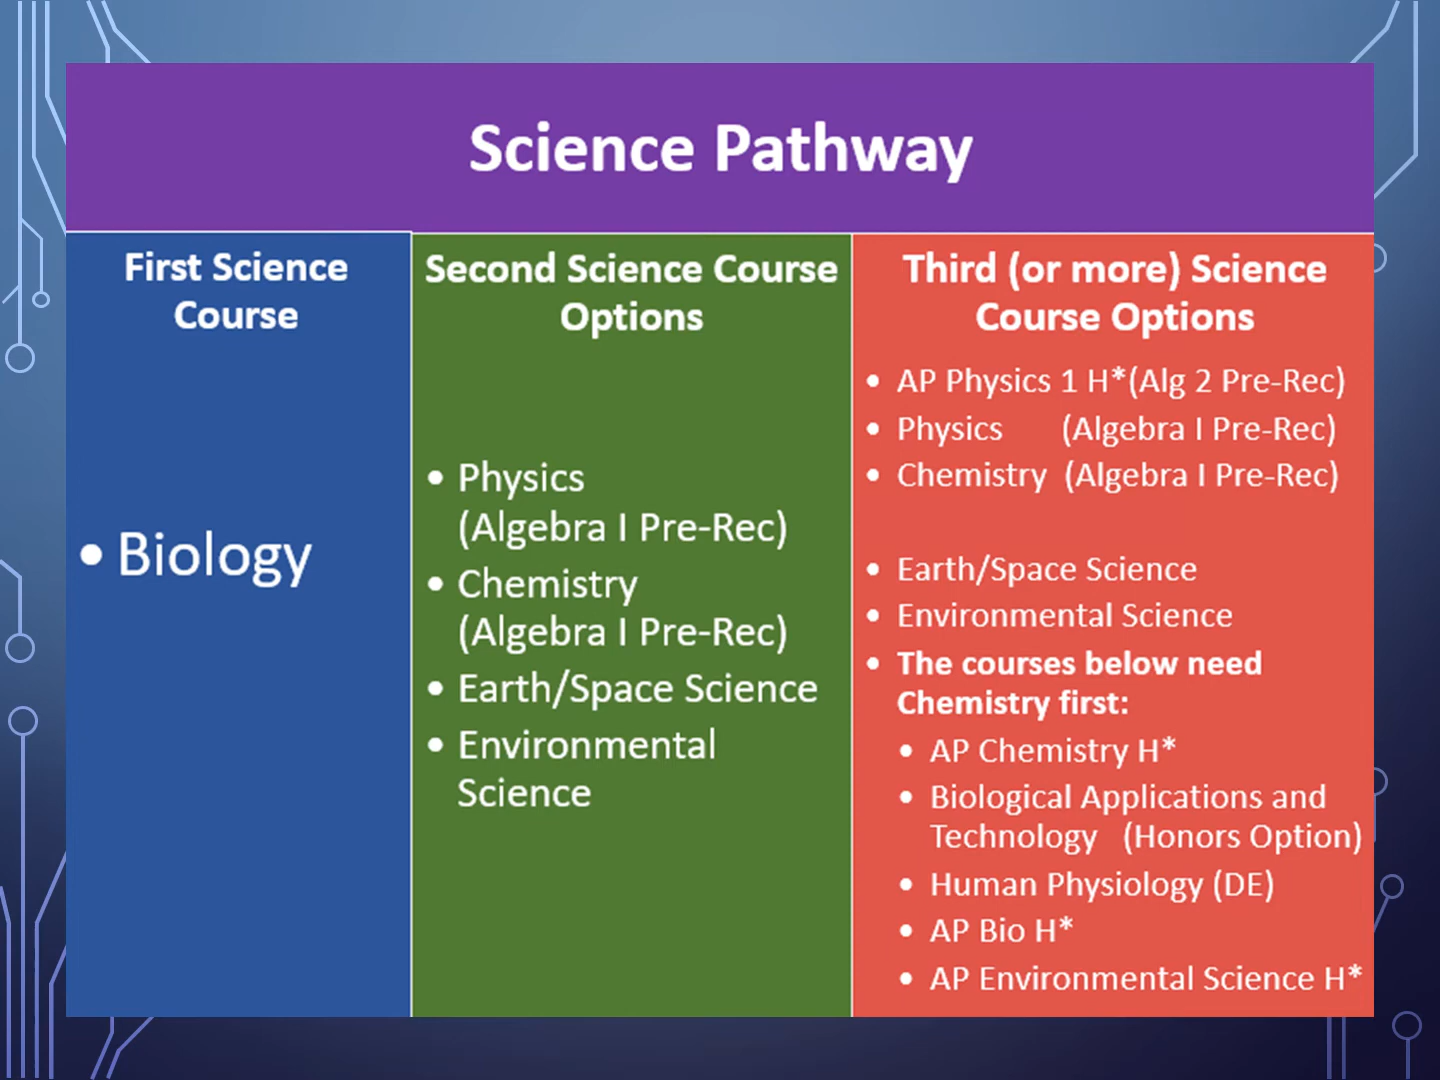 Science Pathway
First Science
Course
• Biology
Second Science Course
Options
• Physics
(Algebra I Pre-Rec)
• Chemistry
(Algebra I Pre-Rec)
• Earth/Space Science
• Environmental
Science
Third (or more) Science
Course Options
• AP Physics 1 H*(Alg 2 Pre-Rec)
• Physics (Algebra I Pre-Rec)
• Chemistry (Algebra I Pre-Rec)
• Earth/Space Science
• Environmental Science
• The courses below need
Chemistry first:
• AP Chemistry H*
• Biological Applications and
Technology (Honors Option)
• Human Physiology (DE)
• AP Bio H*
• AP Environmental Science H*